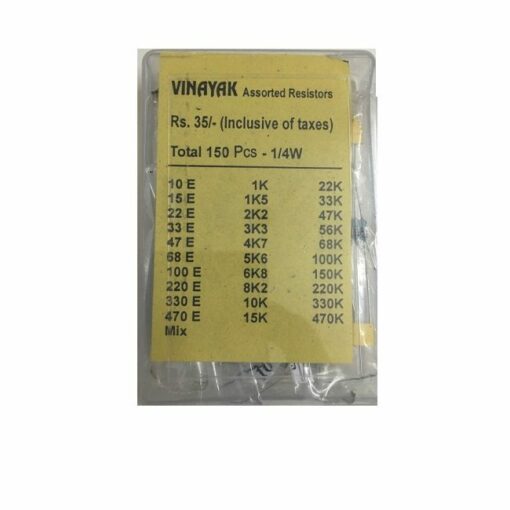 VINAYAK Assorted Resistors
Rs. 35/- (Inclusive of taxes)
Total 150 Pcs - 1/4W
10 E 1K 22K
15 E 1K5 33K
22 E 2K2 47K
33 E 3K3 56K
47 E 4K7 68K
68 E 5K6 100K
100 E 6K8 150K
220 E 8K2 220K
330 E 10K 330K
470 E 15K 470K
Mix